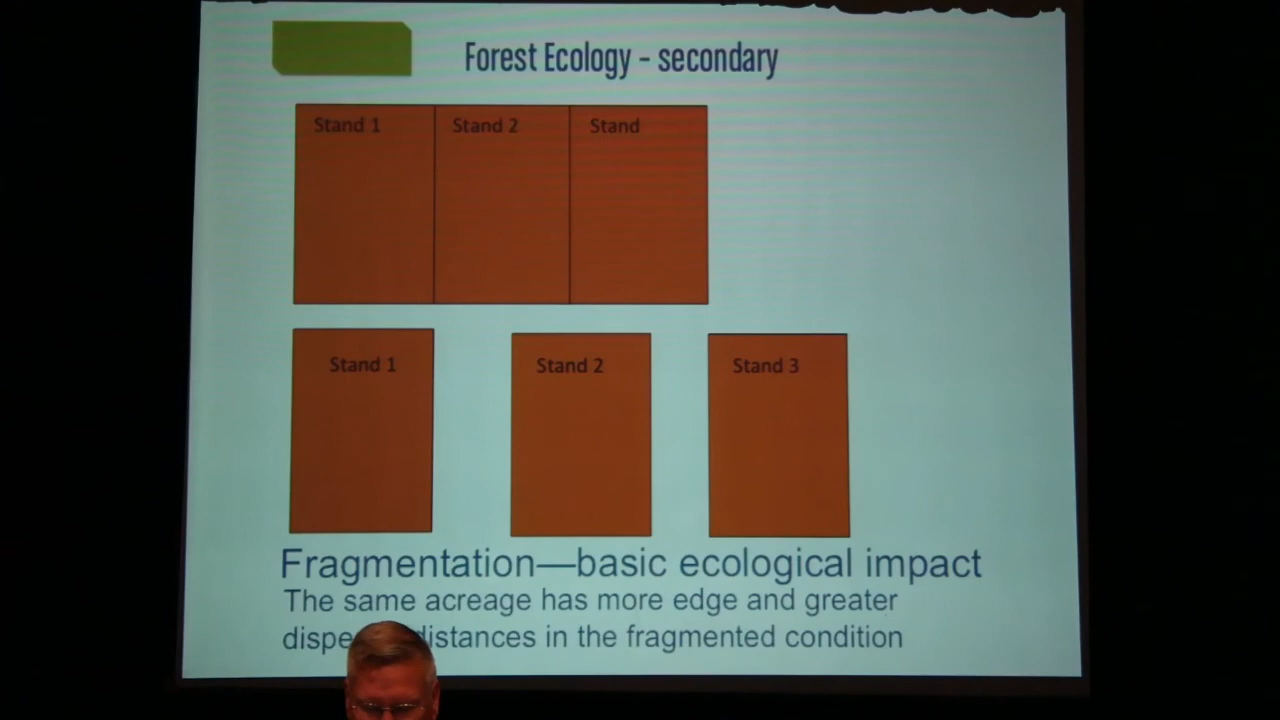 Forest Ecology - secondary
Stand 1 Stand 2 Stand
Stand 1 Stand 2 Stand 3
Fragmentation—basic ecological impact
The same acreage has more edge and greater
distances in the fragmented condition